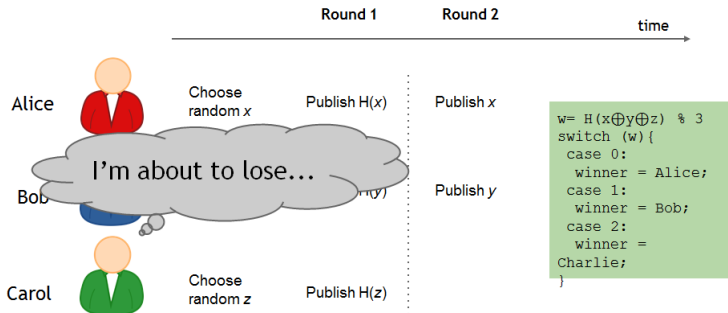 Round 1
Round 2
time
Alice
Choose
random x
Publish H(x)
Publish x
I'm about to lose...
Bob
H(y)
Publish y
Carol
Choose
random z
Publish H(z)
w= H(x⊕y⊕z) % 3
switch (w){
case 0:
winner = Alice;
case 1:
winner = Bob;
case 2:
winner =
Charlie;
}